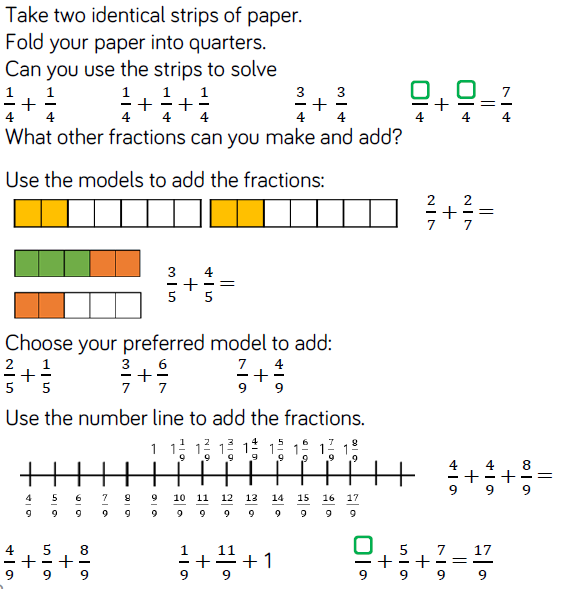 Take two identical strips of paper.
Fold your paper into quarters.
Can you use the strips to solve
1/4 + 1/4   1/4 + 1/4 + 1/4   3/4 + 3/4   □/4 + □/4 = 7/4
What other fractions can you make and add?
Use the models to add the fractions:
2/7 + 2/7 =
3/5 + 4/5 =
Choose your preferred model to add:
2/5 + 1/5   3/7 + 6/7   7/9 + 4/9
Use the number line to add the fractions.
1 1 1/9 1 2/9 1 3/9 1 4/9 1 5/9 1 6/9 1 7/9 1 8/9
4/9 5/9 6/9 7/9 8/9 9/9 10/9 11/9 12/9 13/9 14/9 15/9 16/9 17/9
4/9 + 4/9 + 8/9 =
4/9 + 5/9 + 8/9   1/9 + 11/9 + 1   □/9 + 5/9 + 7/9 = 17/9